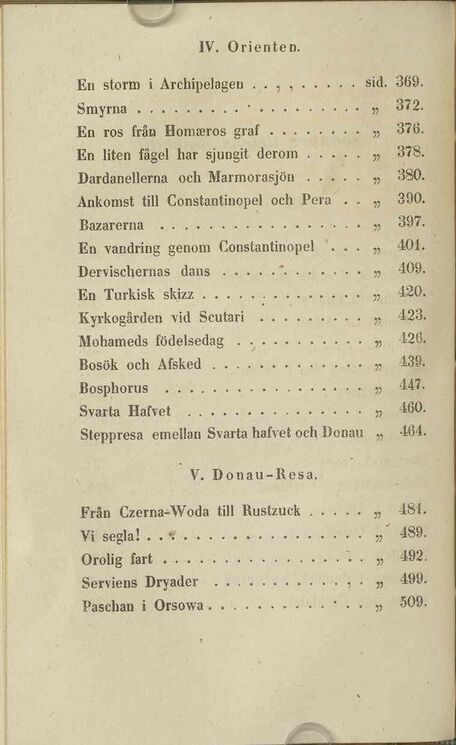 IV. Orienten.
En storm i Archipelagen . . , , . . . . . . sid. 369.
Smyrna . . . . . . . . . . . . . . . . . . „ 372.
En ros från Homæros graf . . . . . . . . „ 376.
En liten fågel har sjungit derom . . . . . „ 378.
Dardanellerna och Marmorasjön . . . . . „ 380.
Ankomst till Constantinopel och Pera . . „ 390.
Bazarerna . . . . . . . . . . . . . . . . „ 397.
En vandring genom Constantinopel . . . „ 401.
Dervischernas dans . . . . . . . . . . . „ 409.
En Turkisk skizz . . . . . . . . . . . . . „ 420.
Kyrkogården vid Scutari . . . . . . . . . „ 423.
Mohameds födelsedag . . . . . . . . . . „ 426.
Bosök och Afsked . . . . . . . . . . . . „ 439.
Bosphorus . . . . . . . . . . . . . . . . „ 447.
Svarta Hafvet . . . . . . . . . . . . . . „ 460.
Steppresa emellan Svarta hafvet och Donau „ 464.
V. Donau-Resa.
Från Czerna-Woda till Rustzuck . . . . . „ 481.
Vi segla! . . . . . . . . . . . . . . . . . „ 489.
Orolig fart . . . . . . . . . . . . . . . . „ 492.
Serviens Dryader . . . . . . . . . . . . „ 499.
Paschan i Orsowa . . . . . . . . . . . . „ 509.